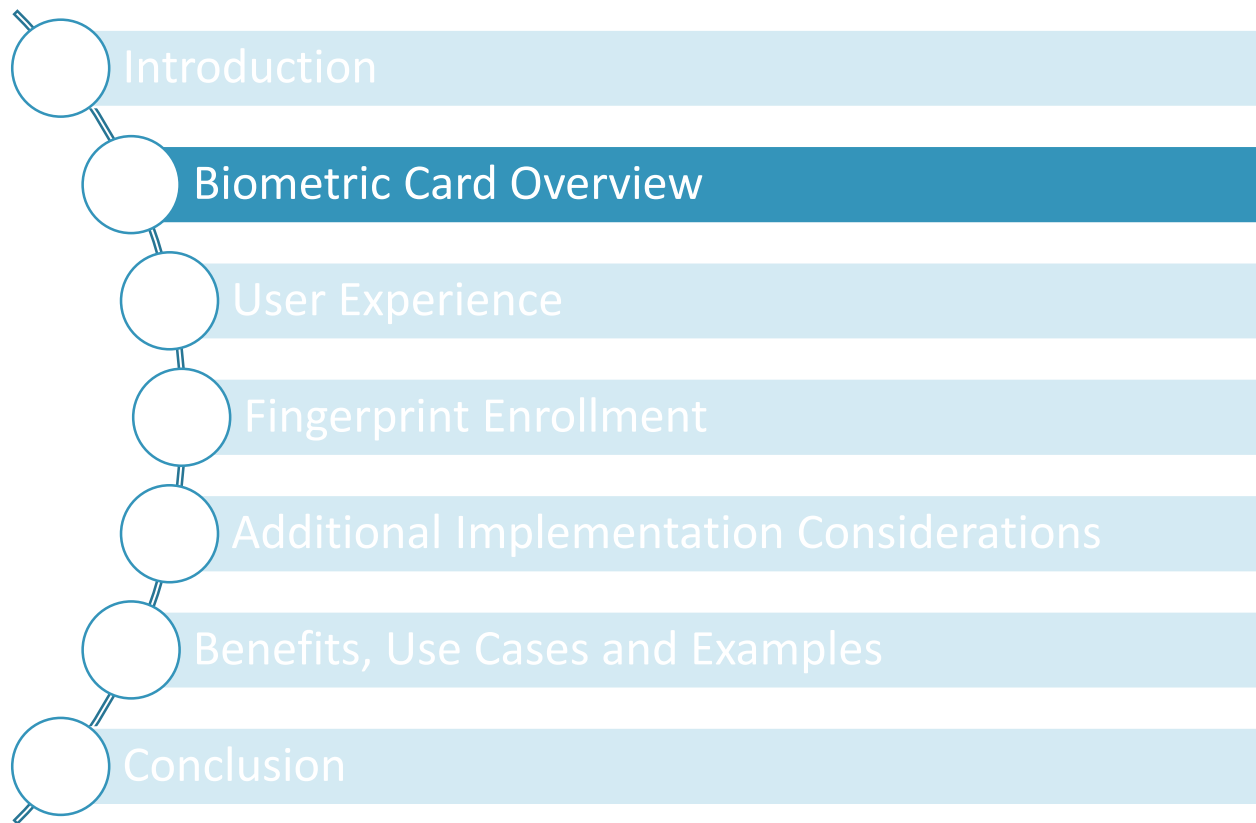 Introduction
Biometric Card Overview
User Experience
Fingerprint Enrollment
Additional Implementation Considerations
Benefits, Use Cases and Examples
Conclusion